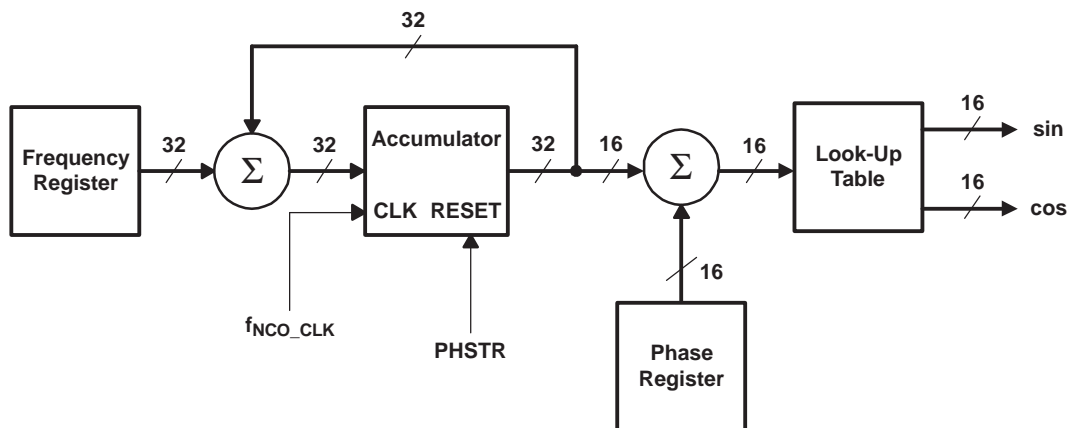 32
Frequency
Register
32
Σ
32
Accumulator
CLK RESET
32
16
Σ
16
Look-Up
Table
16
sin
16
cos
fNCO_CLK
PHSTR
16
Phase
Register